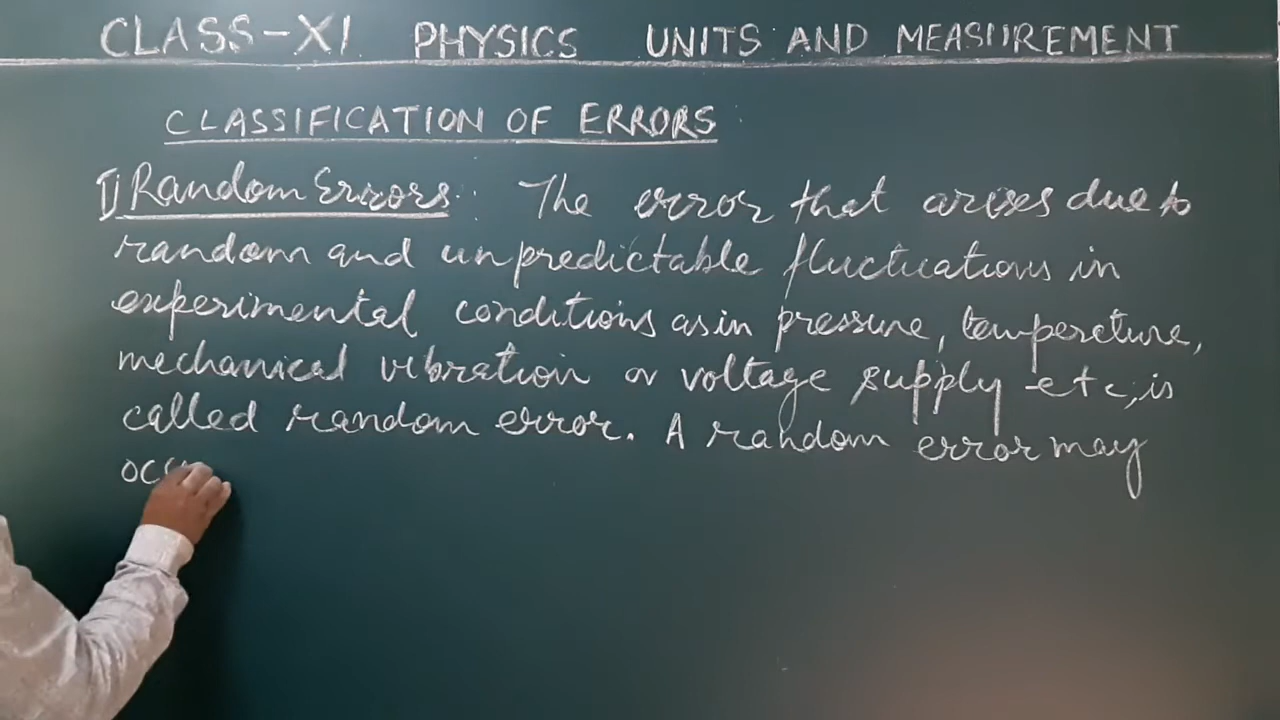 CLASS-XI PHYSICS UNITS AND MEASUREMENT
CLASSIFICATION OF ERRORS:
1) Random Errors: The error that arises due to
random and unpredictable fluctuations in
experimental conditions as in pressure, temperature,
mechanical vibration or voltage supply etc, is
called random error. A random error may
occ